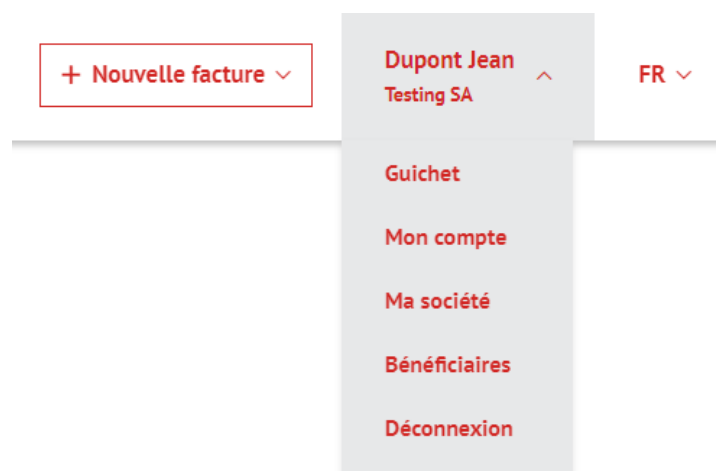 + Nouvelle facture
Dupont Jean
Testing SA
FR
Guichet
Mon compte
Ma société
Bénéficiaires
Déconnexion